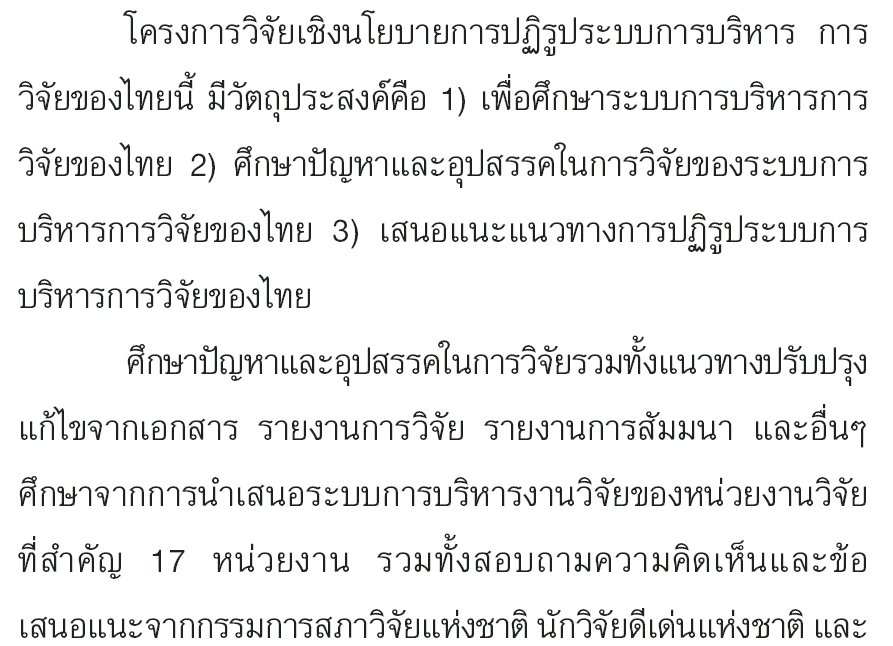 โครงการวิจัยเชิงนโยบายการปฏิรูประบบการบริหาร การ
วิจัยของไทยนี้ มีวัตถุประสงค์คือ 1) เพื่อศึกษาระบบการบริหารการ
วิจัยของไทย 2) ศึกษาปัญหาและอุปสรรคในการวิจัยของระบบการ
บริหารการวิจัยของไทย 3) เสนอแนะแนวทางการปฏิรูประบบการ
บริหารการวิจัยของไทย
ศึกษาปัญหาและอุปสรรคในการวิจัยรวมทั้งแนวทางปรับปรุง
แก้ไขจากเอกสาร รายงานการวิจัย รายงานการสัมมนา และอื่นๆ
ศึกษาจากการนำเสนอระบบการบริหารงานวิจัยของหน่วยงานวิจัย
ที่สำคัญ 17 หน่วยงาน รวมทั้งสอบถามความคิดเห็นและข้อ
เสนอแนะจากกรรมการสภาวิจัยแห่งชาติ นักวิจัยดีเด่นแห่งชาติ และ